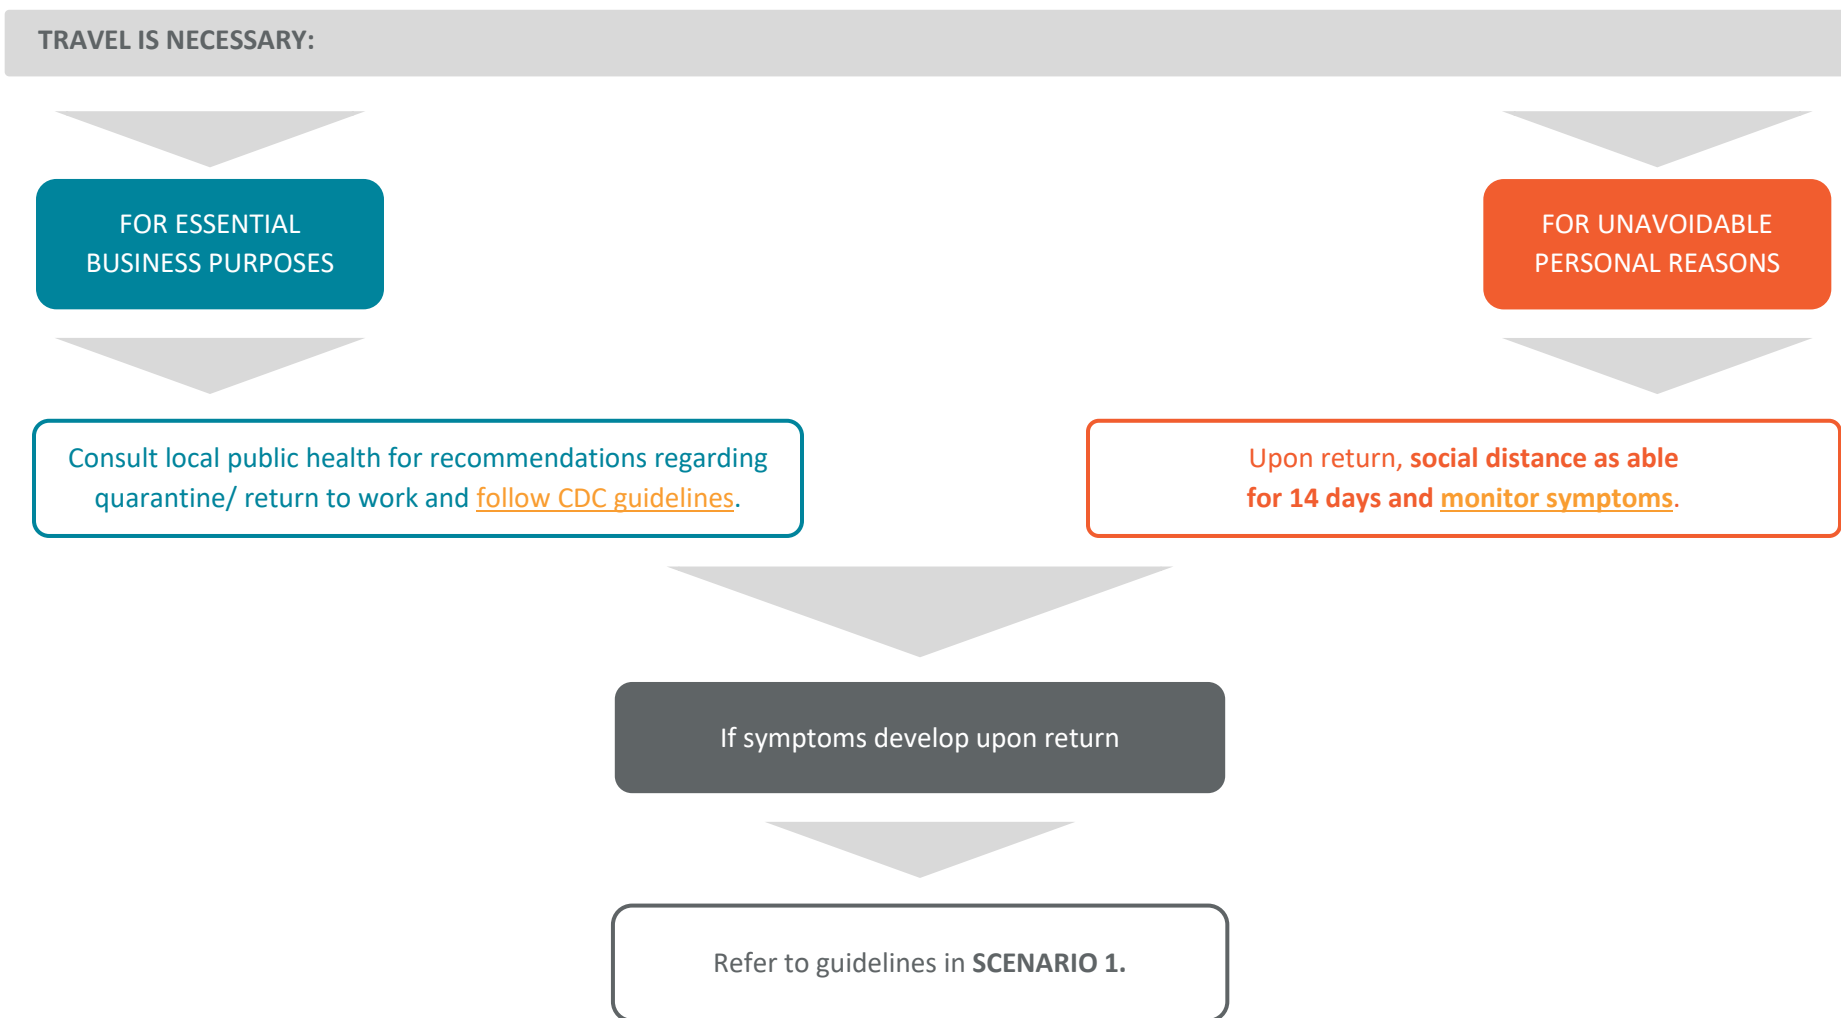 TRAVEL IS NECESSARY:
FOR ESSENTIAL
BUSINESS PURPOSES
FOR UNAVOIDABLE
PERSONAL REASONS
Consult local public health for recommendations regarding
quarantine/ return to work and follow CDC guidelines.
Upon return, social distance as able
for 14 days and monitor symptoms.
If symptoms develop upon return
Refer to guidelines in SCENARIO 1.